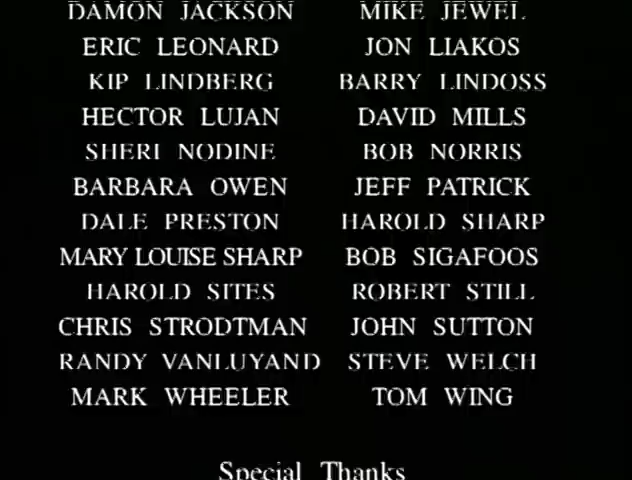 DAMON JACKSON MIKE JEWEL
ERIC LEONARD JON LIAKOS
KIP LINDBERG BARRY LINDOSS
HECTOR LUJAN DAVID MILLS
SHERI NODINE BOB NORRIS
BARBARA OWEN JEFF PATRICK
DALE PRESTON HAROLD SHARP
MARY LOUISE SHARP BOB SIGAFOOS
HAROLD SITES ROBERT STILL
CHRIS STRODTMAN JOHN SUTTON
RANDY VANLUYAND STEVE WELCH
MARK WHEELER TOM WING
Special Thanks